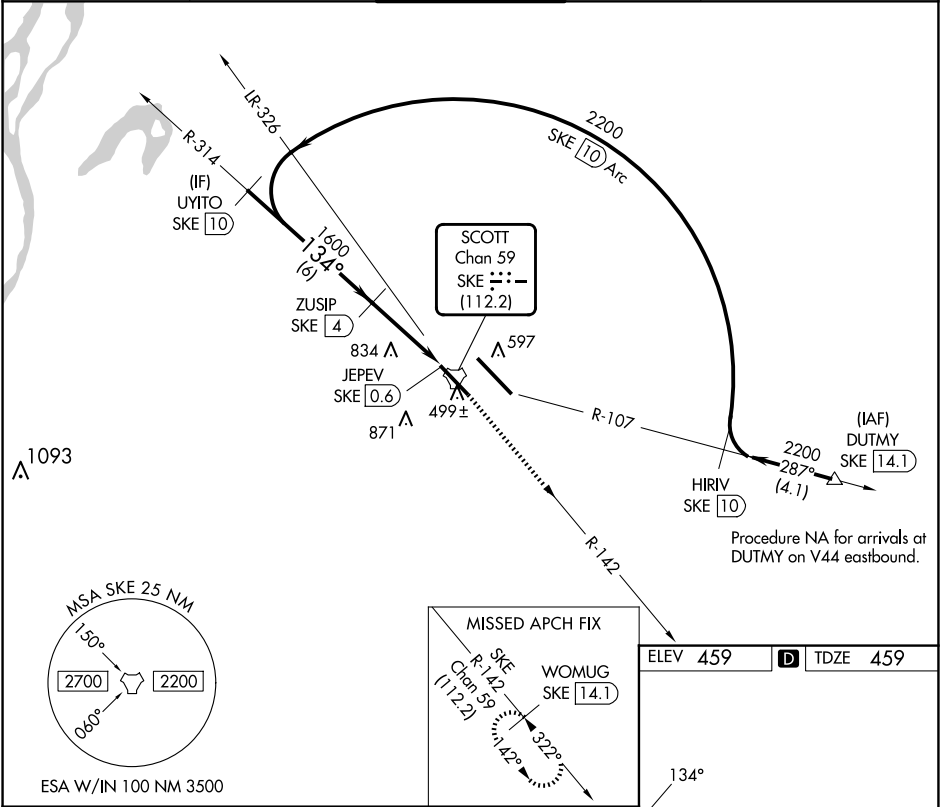 LR-326
R-314
2200
SKE 10 Arc
(IF)
UYITO
SKE 10
1600
134°
(6)
SCOTT
Chan 59
SKE
(112.2)
ZUSIP
SKE 4
834
597
JEPEV
SKE 0.6
499±
871
R-107
1093
(IAF)
DUTMY
SKE 14.1
2200
287°
(4.1)
HIRIV
SKE 10
Procedure NA for arrivals at
DUTMY on V44 eastbound.
R-142
MSA SKE 25 NM
150°
2700
2200
060°
ESA W/IN 100 NM 3500
MISSED APCH FIX
SKE
R-142
Chan 59
(112.2)
WOMUG
SKE 14.1
142°
322°
ELEV 459
D
TDZE 459
134°